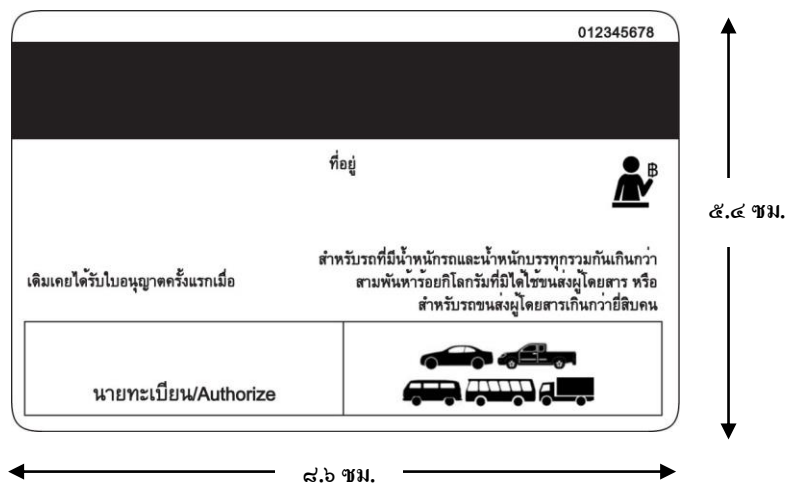 012345678
ที่อยู่
฿
๕.๔ ซม.
สำหรับรถที่มีน้ำหนักรถและน้ำหนักบรรทุกรวมกันเกินกว่า
เดิมเคยได้รับใบอนุญาตครั้งแรกเมื่อ
สามพันห้าร้อยกิโลกรัมที่มิได้ใช้ขนส่งผู้โดยสาร หรือ
สำหรับรถขนส่งผู้โดยสารเกินกว่ายี่สิบคน
นายทะเบียน/Authorize
๘.๖ ซม.